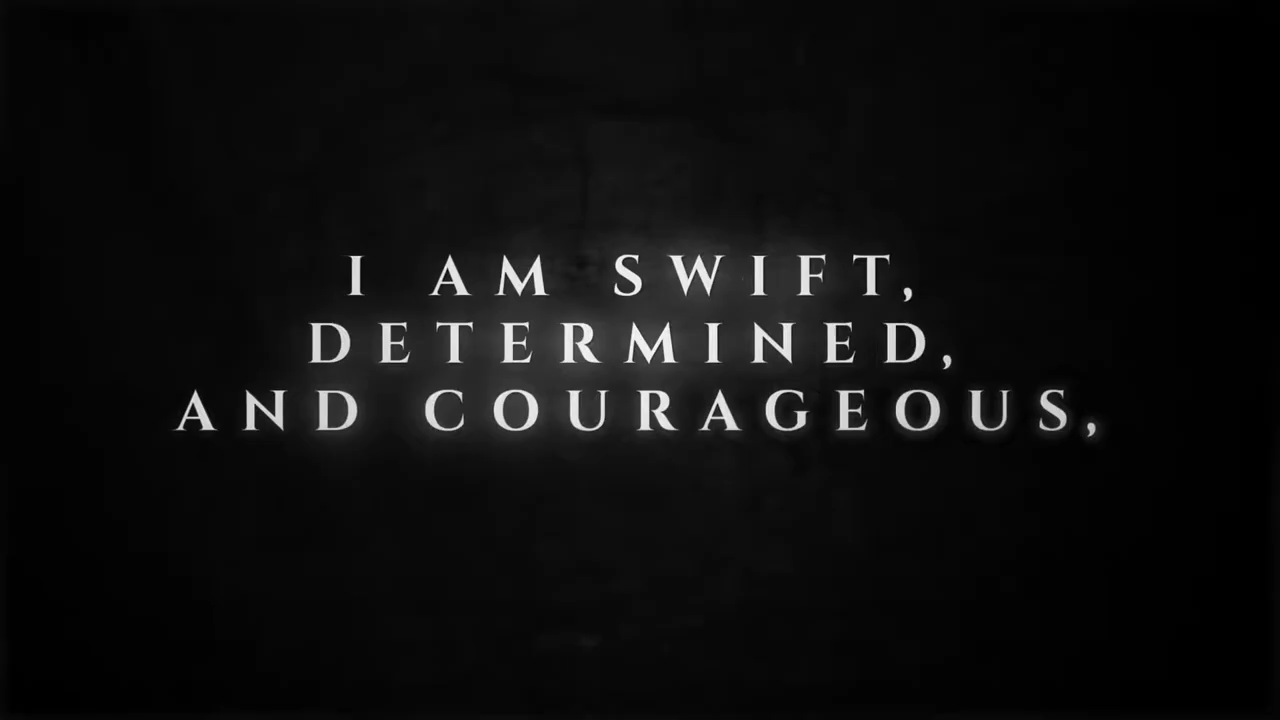 I AM SWIFT,
DETERMINED,
AND COURAGEOUS,